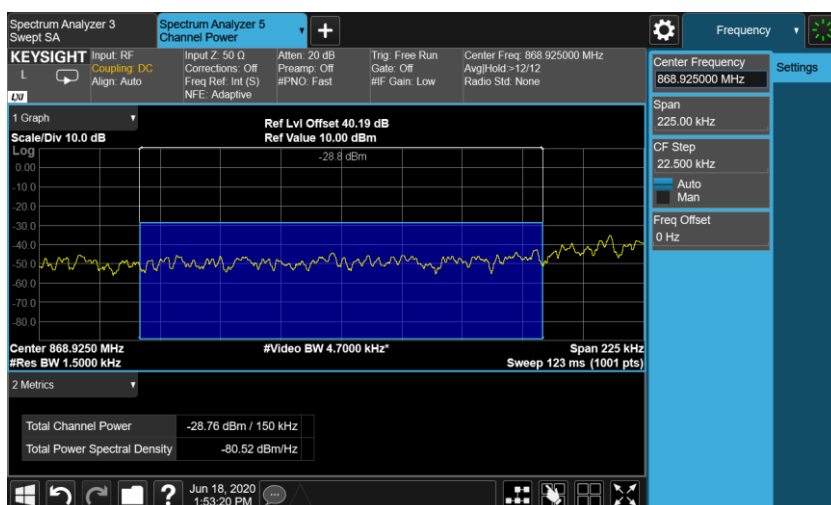 Spectrum Analyzer 3
Swept SA
Spectrum Analyzer 5
Channel Power
+
Frequency
KEYSIGHT
L
LXI
Input: RF
Coupling: DC
Align: Auto
Input Z: 50 Ω
Corrections: Off
Freq Ref: Int (S)
NFE: Adaptive
Atten: 20 dB
Preamp: Off
#PNO: Fast
Trig: Free Run
Gate: Off
#IF Gain: Low
Center Freq: 868.925000 MHz
Avg|Hold:>12/12
Radio Std: None
Center Frequency
868.925000 MHz
Settings
Span
225.00 kHz
CF Step
22.500 kHz
Auto
Man
Freq Offset
0 Hz
1 Graph
Scale/Div 10.0 dB
Ref Lvl Offset 40.19 dB
Ref Value 10.00 dBm
Log
-28.8 dBm
0.00
-10.0
-20.0
-30.0
-40.0
-50.0
-60.0
-70.0
-80.0
Center 868.9250 MHz
#Video BW 4.7000 kHz*
Span 225 kHz
#Res BW 1.5000 kHz
Sweep 123 ms (1001 pts)
2 Metrics
Total Channel Power -28.76 dBm / 150 kHz
Total Power Spectral Density -80.52 dBm/Hz
?
Jun 18, 2020
1:53:20 PM